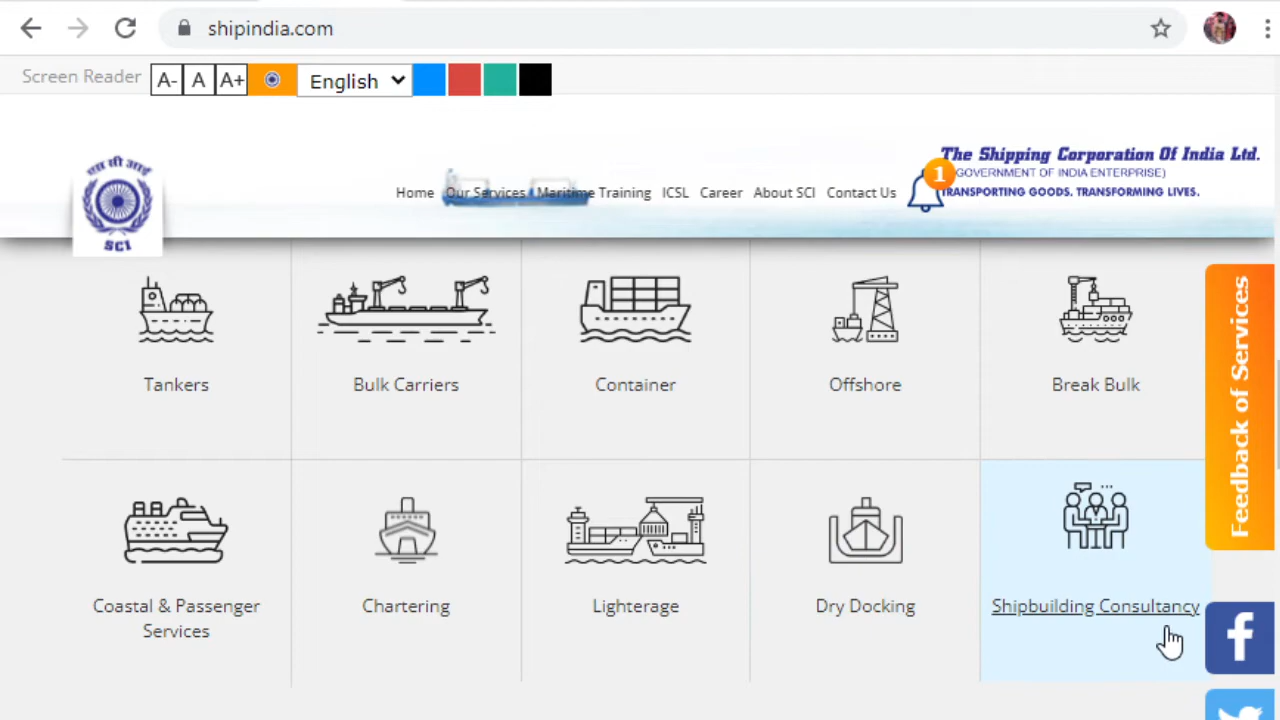 shipindia.com
Screen Reader A- A A+ English
The Shipping Corporation Of India Ltd.
1
(GOVERNMENT OF INDIA ENTERPRISE)
Home Our Services Maritime Training ICSL Career About SCI Contact Us
TRANSPORTING GOODS. TRANSFORMING LIVES.
एस सी आई
SCI
Tankers Bulk Carriers Container Offshore Break Bulk
Feedback of Services
Coastal & Passenger Chartering Lighterage Dry Docking Shipbuilding Consultancy
Services
f